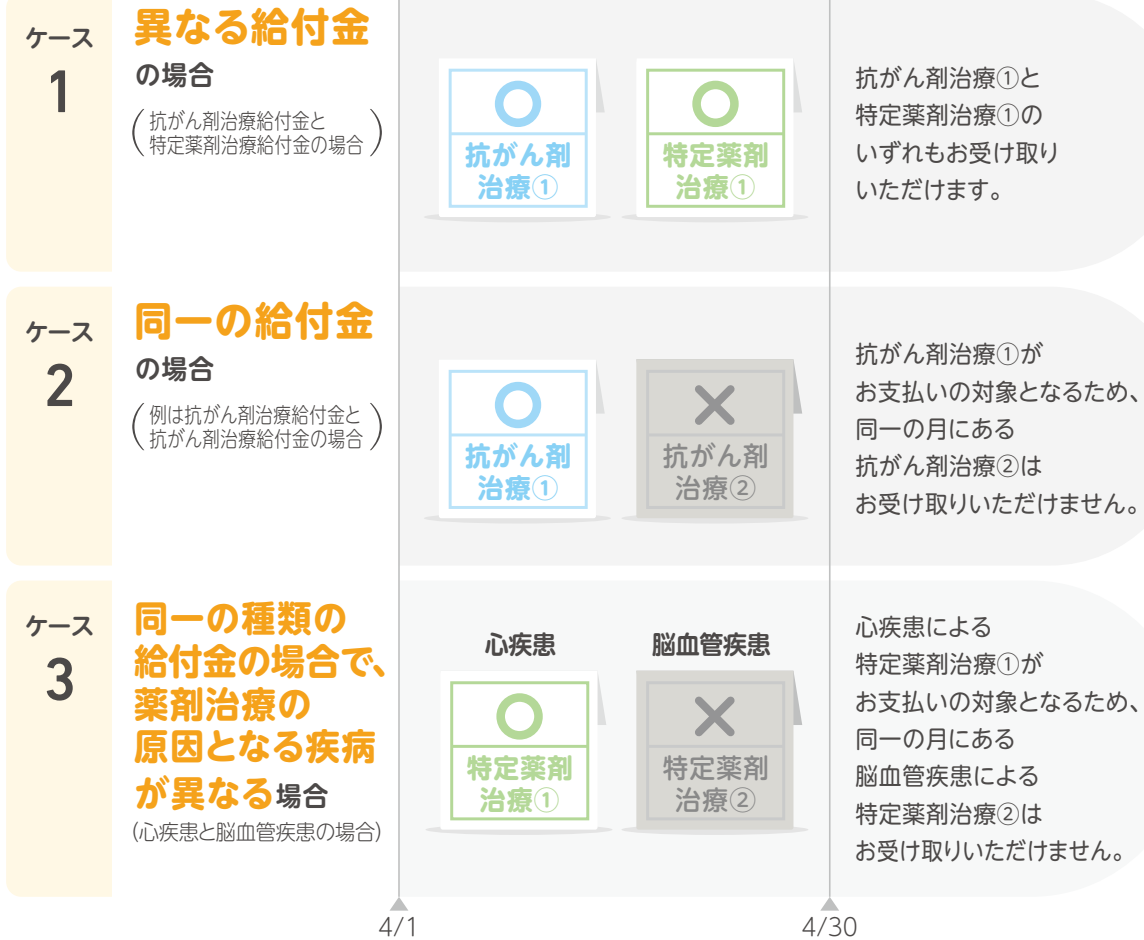 ケース
1
異なる給付金
の場合
(抗がん剤治療給付金と
特定薬剤治療給付金の場合)
抗がん剤
治療①
特定薬剤
治療①
抗がん剤治療①と
特定薬剤治療①の
いずれもお受け取り
いただけます。
ケース
2
同一の給付金
の場合
(例は抗がん剤治療給付金と
抗がん剤治療給付金の場合)
抗がん剤
治療①
抗がん剤
治療②
抗がん剤治療①が
お支払いの対象となるため、
同一の月にある
抗がん剤治療②は
お受け取りいただけません。
ケース
3
同一の種類の
給付金の場合で、
薬剤治療の
原因となる疾病
が異なる場合
(心疾患と脳血管疾患の場合)
心疾患
特定薬剤
治療①
脳血管疾患
特定薬剤
治療②
心疾患による
特定薬剤治療①が
お支払いの対象となるため、
同一の月にある
脳血管疾患による
特定薬剤治療②は
お受け取りいただけません。
4/1
4/30